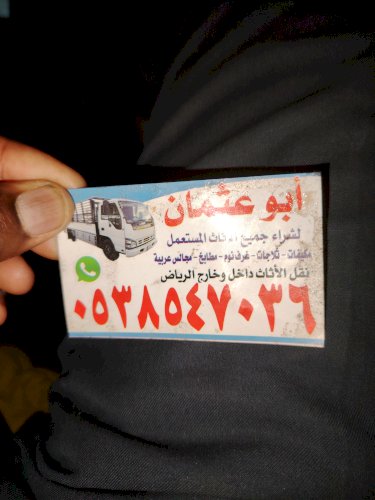 أبو عثمان
لشراء جميع الأثاث المستعمل
مكيفات - ثلاجات - غرف نوم - مطابخ - مجالس عربية
نقل الأثاث داخل وخارج الرياض
٠٥٣٨٥٤٧٠٣٦